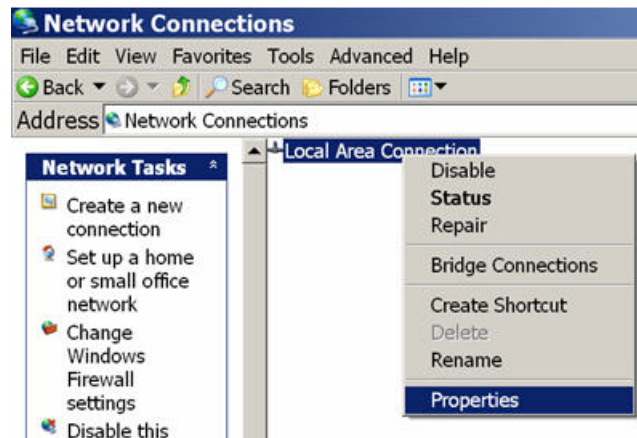 Network Connections
File Edit View Favorites Tools Advanced Help
Back Search Folders
Address Network Connections
Network Tasks
Create a new
connection
Set up a home
or small office
network
Change
Windows
Firewall
settings
Disable this
Local Area Connection
Disable
Status
Repair
Bridge Connections
Create Shortcut
Delete
Rename
Properties